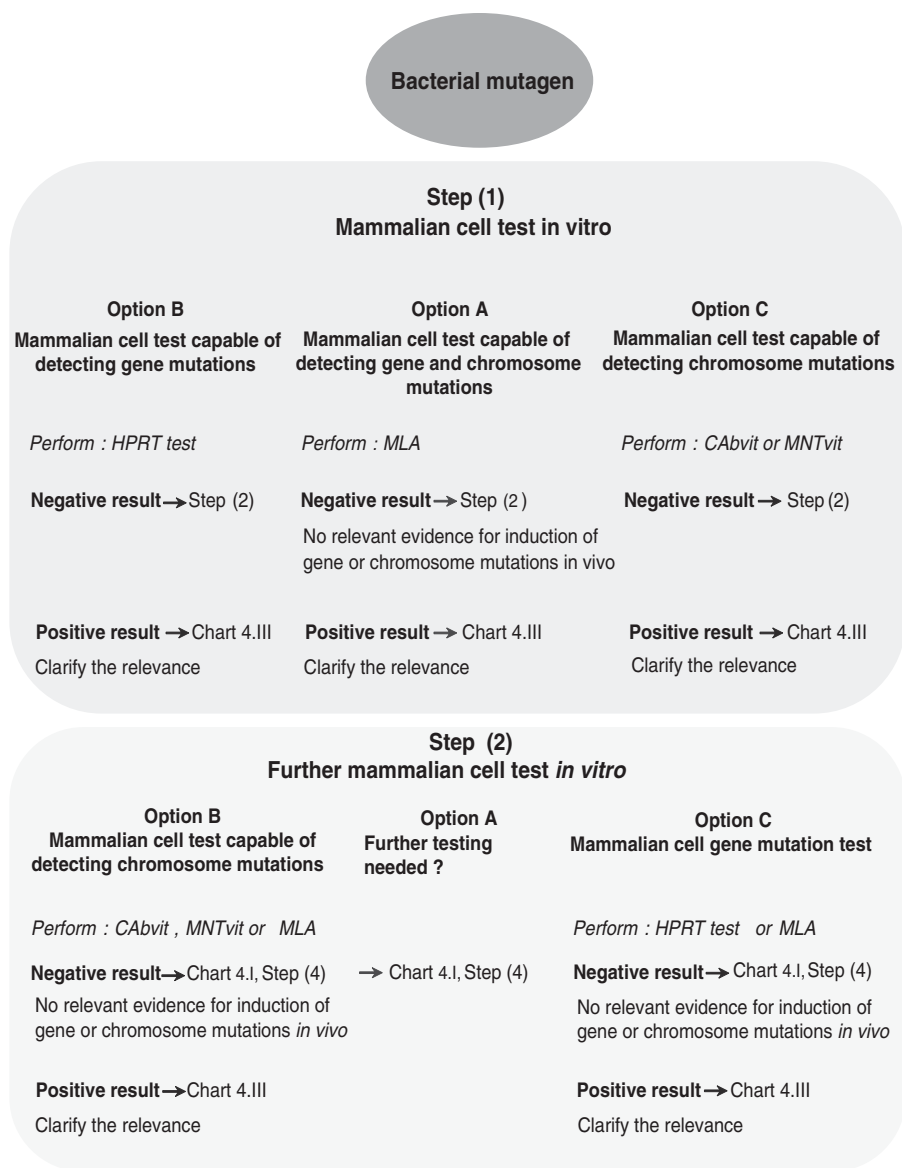 Bacterial mutagen
Step (1)
Mammalian cell test in vitro
Option B
Mammalian cell test capable of
detecting gene mutations
Perform : HPRT test
Negative result → Step (2)
Positive result → Chart 4.III
Clarify the relevance
Option A
Mammalian cell test capable of
detecting gene and chromosome
mutations
Perform : MLA
Negative result → Step (2 )
No relevant evidence for induction of
gene or chromosome mutations in vivo
Positive result → Chart 4.III
Clarify the relevance
Option C
Mammalian cell test capable of
detecting chromosome mutations
Perform : CAbvit or MNTvit
Negative result → Step (2)
Positive result → Chart 4.III
Clarify the relevance
Step (2)
Further mammalian cell test in vitro
Option B
Mammalian cell test capable of
detecting chromosome mutations
Perform : CAbvit , MNTvit or MLA
Negative result → Chart 4.I, Step (4)
No relevant evidence for induction of
gene or chromosome mutations in vivo
Positive result → Chart 4.III
Clarify the relevance
Option A
Further testing
needed ?
→ Chart 4.I, Step (4)
Option C
Mammalian cell gene mutation test
Perform : HPRT test or MLA
Negative result → Chart 4.I, Step (4)
No relevant evidence for induction of
gene or chromosome mutations in vivo
Positive result → Chart 4.III
Clarify the relevance